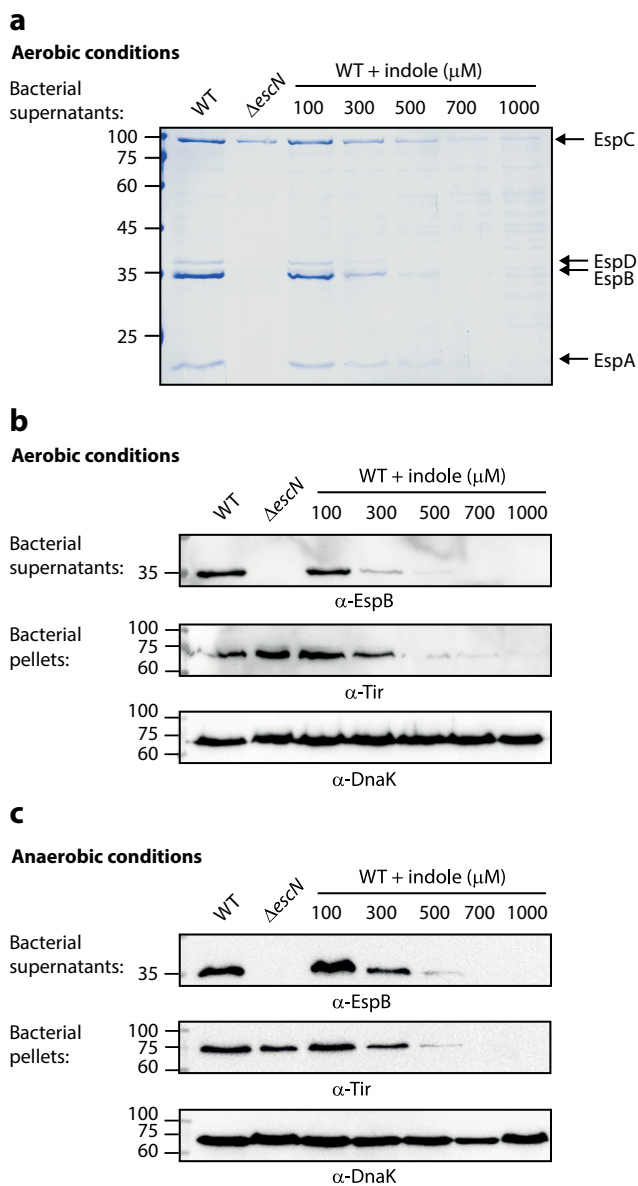 a
Aerobic conditions
Bacterial supernatants: WT ΔescN WT + indole (μM)
100 300 500 700 1000
100
75
60
45
35
25
EspC
EspD
EspB
EspA
b
Aerobic conditions
WT ΔescN WT + indole (μM)
100 300 500 700 1000
Bacterial
supernatants: 35
α-EspB
Bacterial
pellets:
100
75
60
α-Tir
100
75
60
α-DnaK
c
Anaerobic conditions
WT ΔescN WT + indole (μM)
100 300 500 700 1000
Bacterial
supernatants: 35
α-EspB
Bacterial
pellets:
100
75
60
α-Tir
100
75
60
α-DnaK